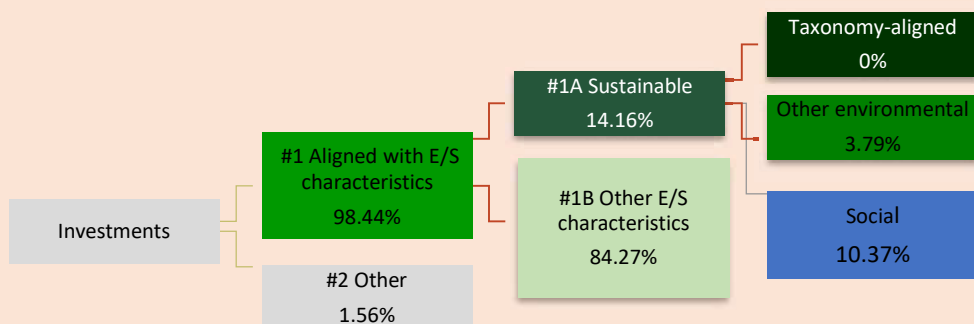 Investments
#1 Aligned with E/S
characteristics
98.44%
#2 Other
1.56%
#1A Sustainable
14.16%
#1B Other E/S
characteristics
84.27%
Taxonomy-aligned
0%
Other environmental
3.79%
Social
10.37%